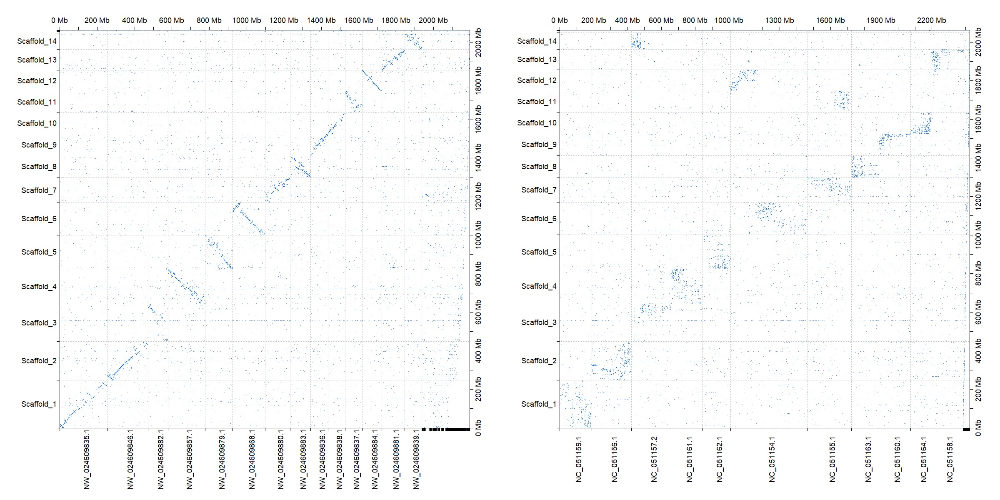 0 Mb 200 Mb 400 Mb 600 Mb 800 Mb 1000 Mb 1200 Mb 1400 Mb 1600 Mb 1800 Mb 2000 Mb
Scaffold_14
Scaffold_13
Scaffold_12
Scaffold_11
Scaffold_10
Scaffold_9
Scaffold_8
Scaffold_7
Scaffold_6
Scaffold_5
Scaffold_4
Scaffold_3
Scaffold_2
Scaffold_1
2000 Mb
1800 Mb
1600 Mb
1400 Mb
1200 Mb
1000 Mb
800 Mb
600 Mb
400 Mb
200 Mb
0 Mb
NW_024609835.1
NW_024609846.1
NW_024609882.1
NW_024609857.1
NW_024609879.1
NW_024609868.1
NW_024609880.1
NW_024609883.1
NW_024609836.1
NW_024609838.1
NW_024609837.1
NW_024609884.1
NW_024609881.1
NW_024609839.1
0 Mb 200 Mb 400 Mb 600 Mb 800 Mb 1000 Mb 1300 Mb 1600 Mb 1900 Mb 2200 Mb
Scaffold_14
Scaffold_13
Scaffold_12
Scaffold_11
Scaffold_10
Scaffold_9
Scaffold_8
Scaffold_7
Scaffold_6
Scaffold_5
Scaffold_4
Scaffold_3
Scaffold_2
Scaffold_1
2000 Mb
1800 Mb
1600 Mb
1400 Mb
1200 Mb
1000 Mb
800 Mb
600 Mb
400 Mb
200 Mb
0 Mb
NC_051159.1
NC_051156.1
NC_051157.2
NC_051161.1
NC_051162.1
NC_051154.1
NC_051155.1
NC_051163.1
NC_051160.1
NC_051164.1
NC_051158.1